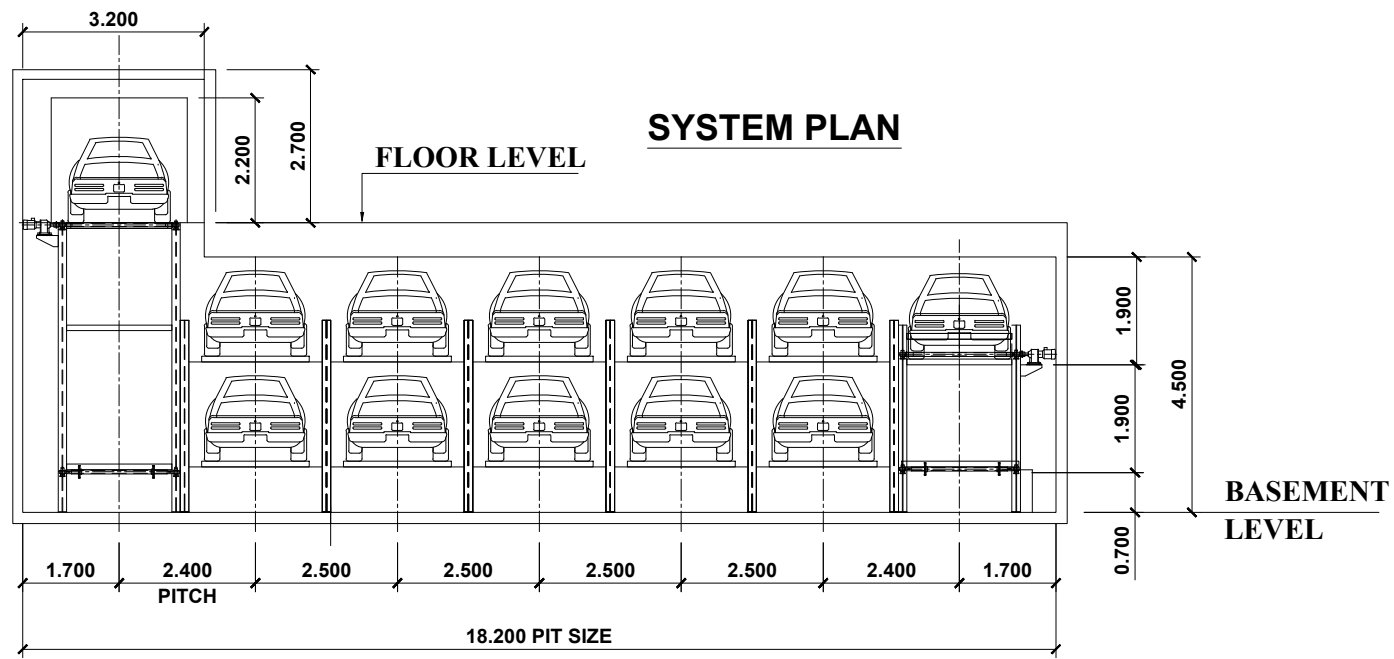 3.200
SYSTEM PLAN
FLOOR LEVEL
2.200
2.700
1.900
1.900
4.500
0.700
BASEMENT
LEVEL
1.700
2.400
2.500
2.500
2.500
2.500
2.400
1.700
PITCH
18.200 PIT SIZE